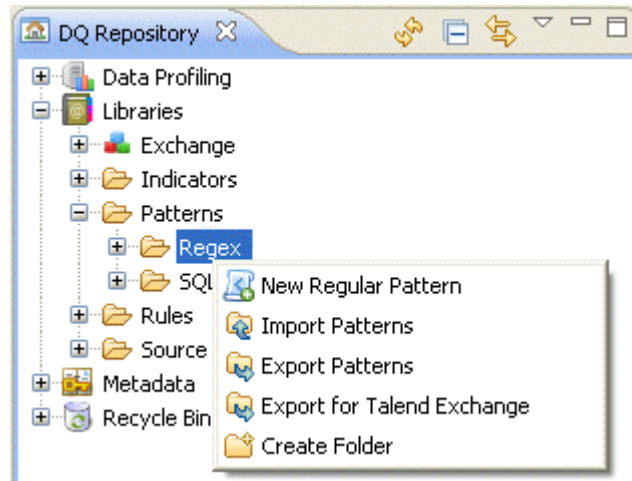 DQ Repository
Data Profiling
Libraries
Exchange
Indicators
Patterns
Regex
SQL
New Regular Pattern
Import Patterns
Rules
Export Patterns
Source
Metadata
Export for Talend Exchange
Recycle Bin
Create Folder